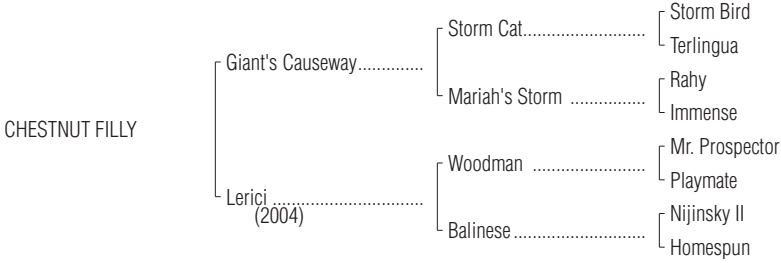 Storm Bird
Storm Cat..........................
Terlingua
Giant's Causeway..............
Rahy
Mariah's Storm ................
Immense
CHESTNUT FILLY
Mr. Prospector
Woodman ........................
Playmate
Lerici ................................
(2004)
Nijinsky II
Balinese............................
Homespun